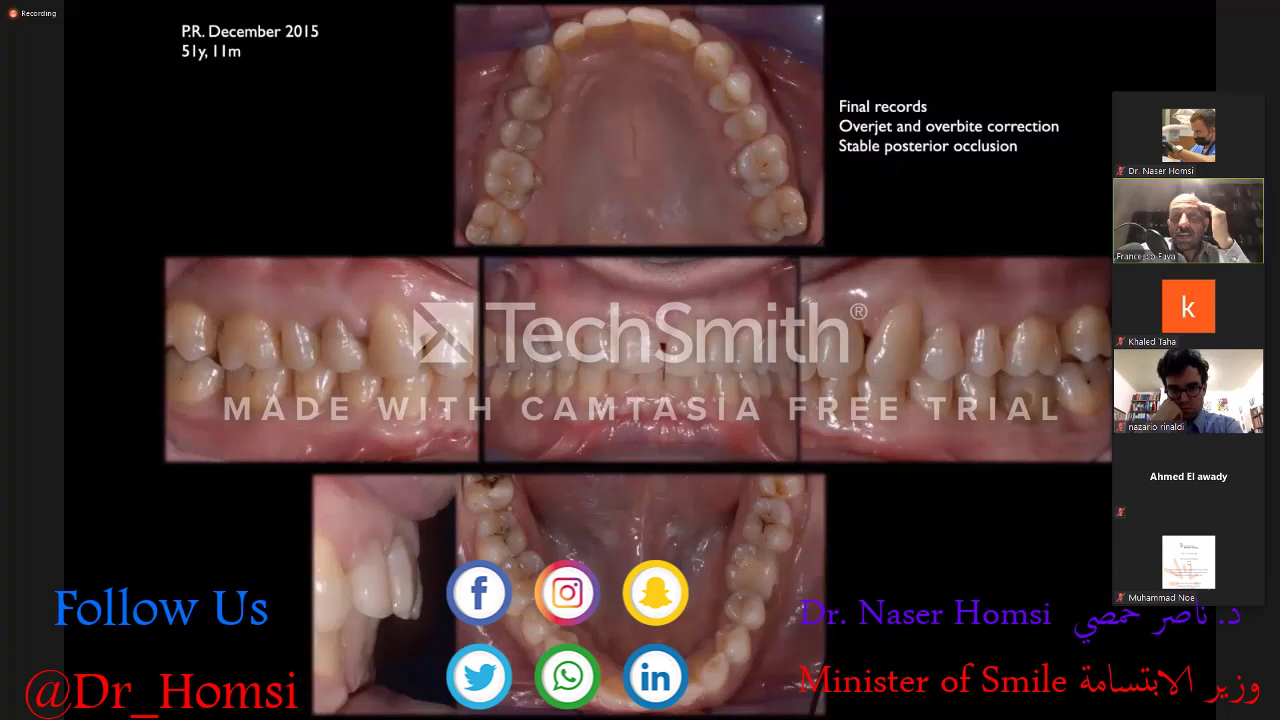 Recording
P.R. December 2015
51y, 11m
Final records
Overjet and overbite correction
Stable posterior occlusion
Dr. Naser Homsi
Francesco Fava
k
Khaled Taha
nazario rinaldi
Ahmed El awady
Muhammad Noe
TechSmith®
MADE WITH CAMTASIA FREE TRIAL
Follow Us
@Dr_Homsi
Dr. Naser Homsi د. ناصر حمصي
Minister of Smile وزير الابتسامة